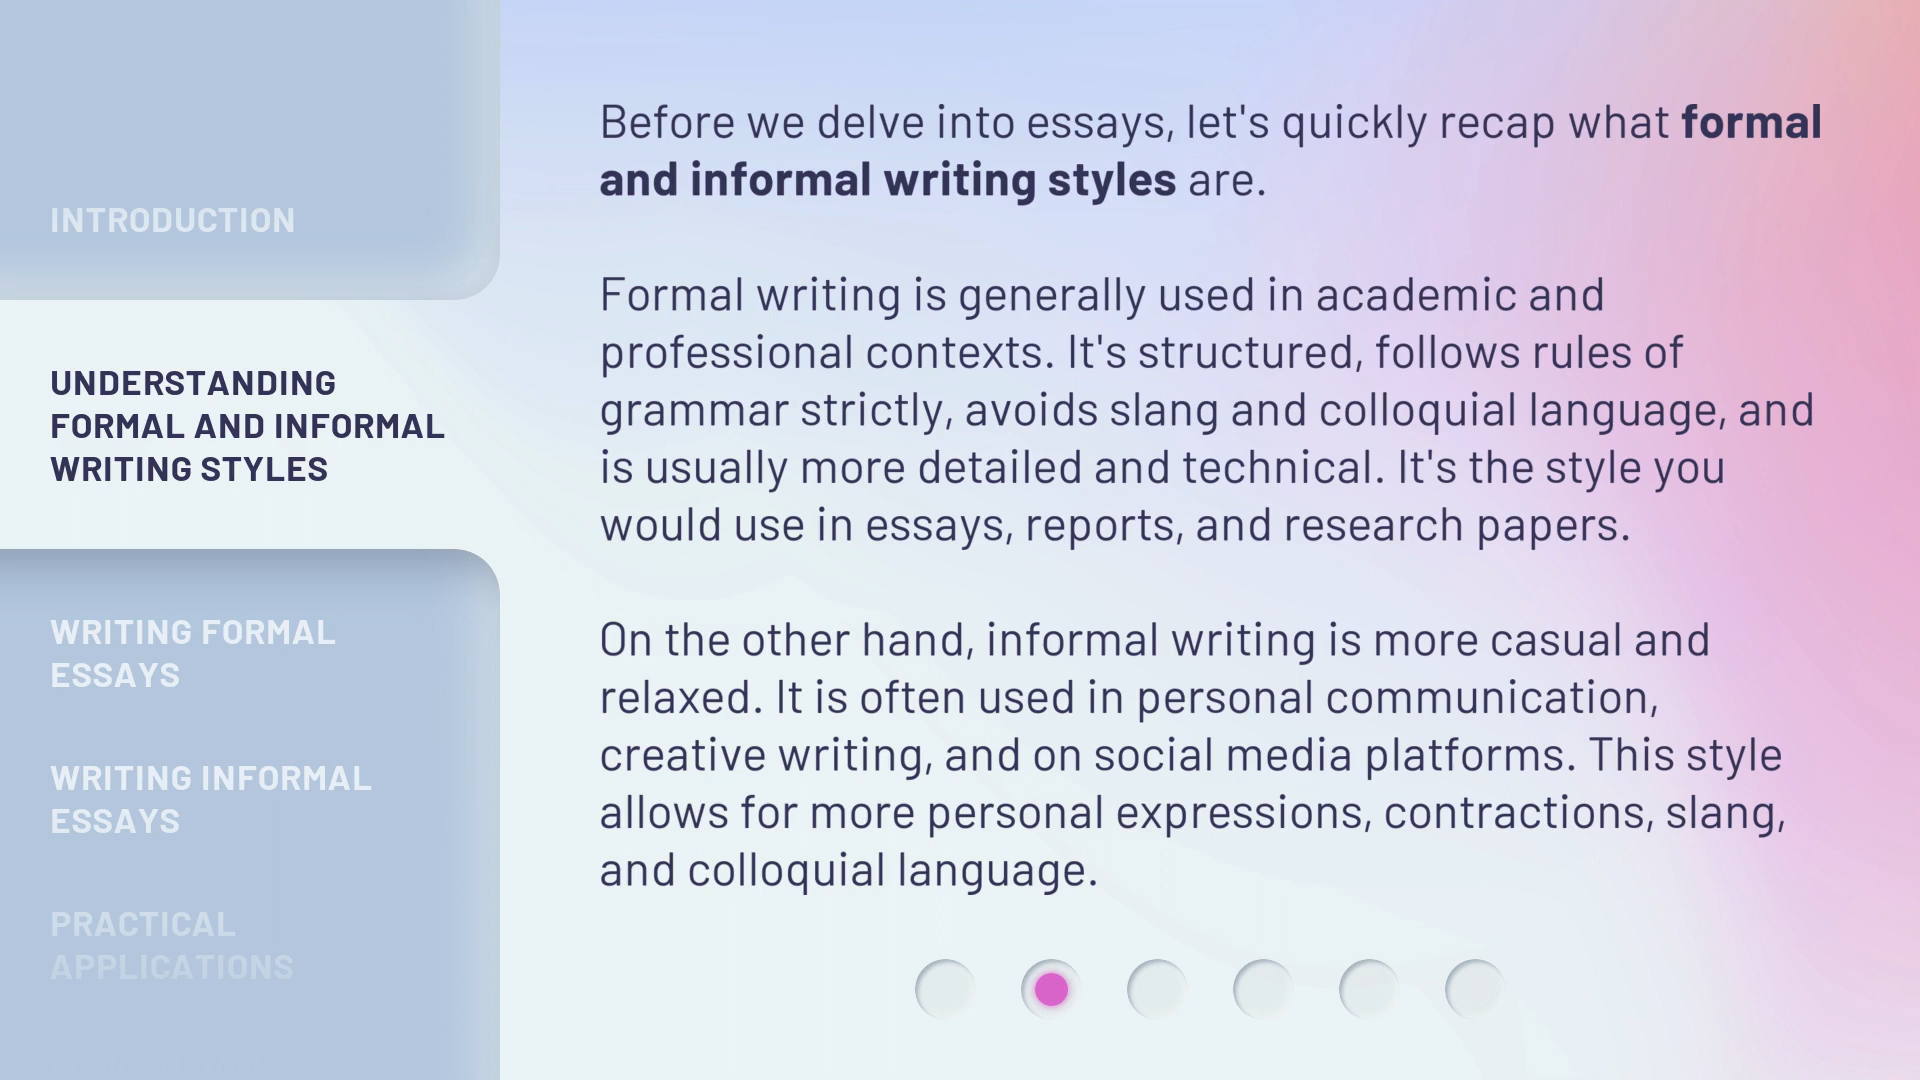 INTRODUCTION
UNDERSTANDING
FORMAL AND INFORMAL
WRITING STYLES
WRITING FORMAL
ESSAYS
WRITING INFORMAL
ESSAYS
PRACTICAL
APPLICATIONS
Before we delve into essays, let's quickly recap what formal
and informal writing styles are.
Formal writing is generally used in academic and
professional contexts. It's structured, follows rules of
grammar strictly, avoids slang and colloquial language, and
is usually more detailed and technical. It's the style you
would use in essays, reports, and research papers.
On the other hand, informal writing is more casual and
relaxed. It is often used in personal communication,
creative writing, and on social media platforms. This style
allows for more personal expressions, contractions, slang,
and colloquial language.